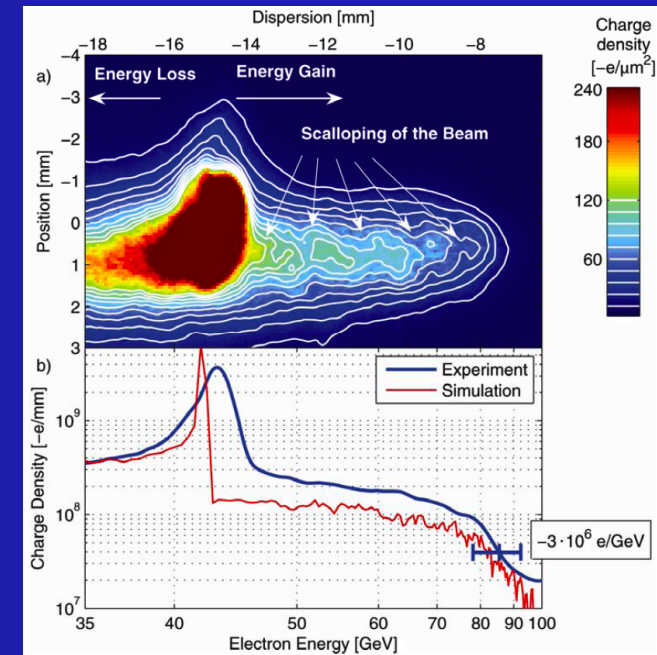 Dispersion [mm]
-18 -16 -14 -12 -10 -8
Charge
density
[-e/μm²]
a)
Energy Loss Energy Gain
Scalloping of the Beam
Position [mm]
-4
-3
-2
-1
0
1
2
3
240
180
120
60
b)
Experiment
Simulation
Charge Density [-e/mm]
10⁹
10⁸
10⁷
-3·10⁶ e/GeV
35 40 50 60 70 80 90 100
Electron Energy [GeV]